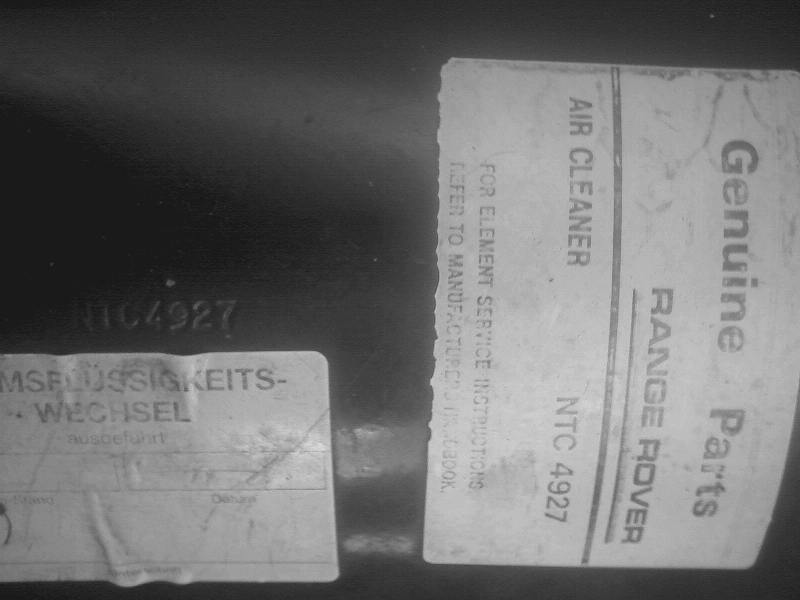 Genuine Parts
RANGE ROVER
AIR CLEANER NTC 4927
FOR ELEMENT SERVICE INSTRUCTIONS
REFER TO MANUFACTURER'S HANDBOOK.
NTC4927
MSFLÜSSIGKEITS-
WECHSEL
ausgeführt
Datum